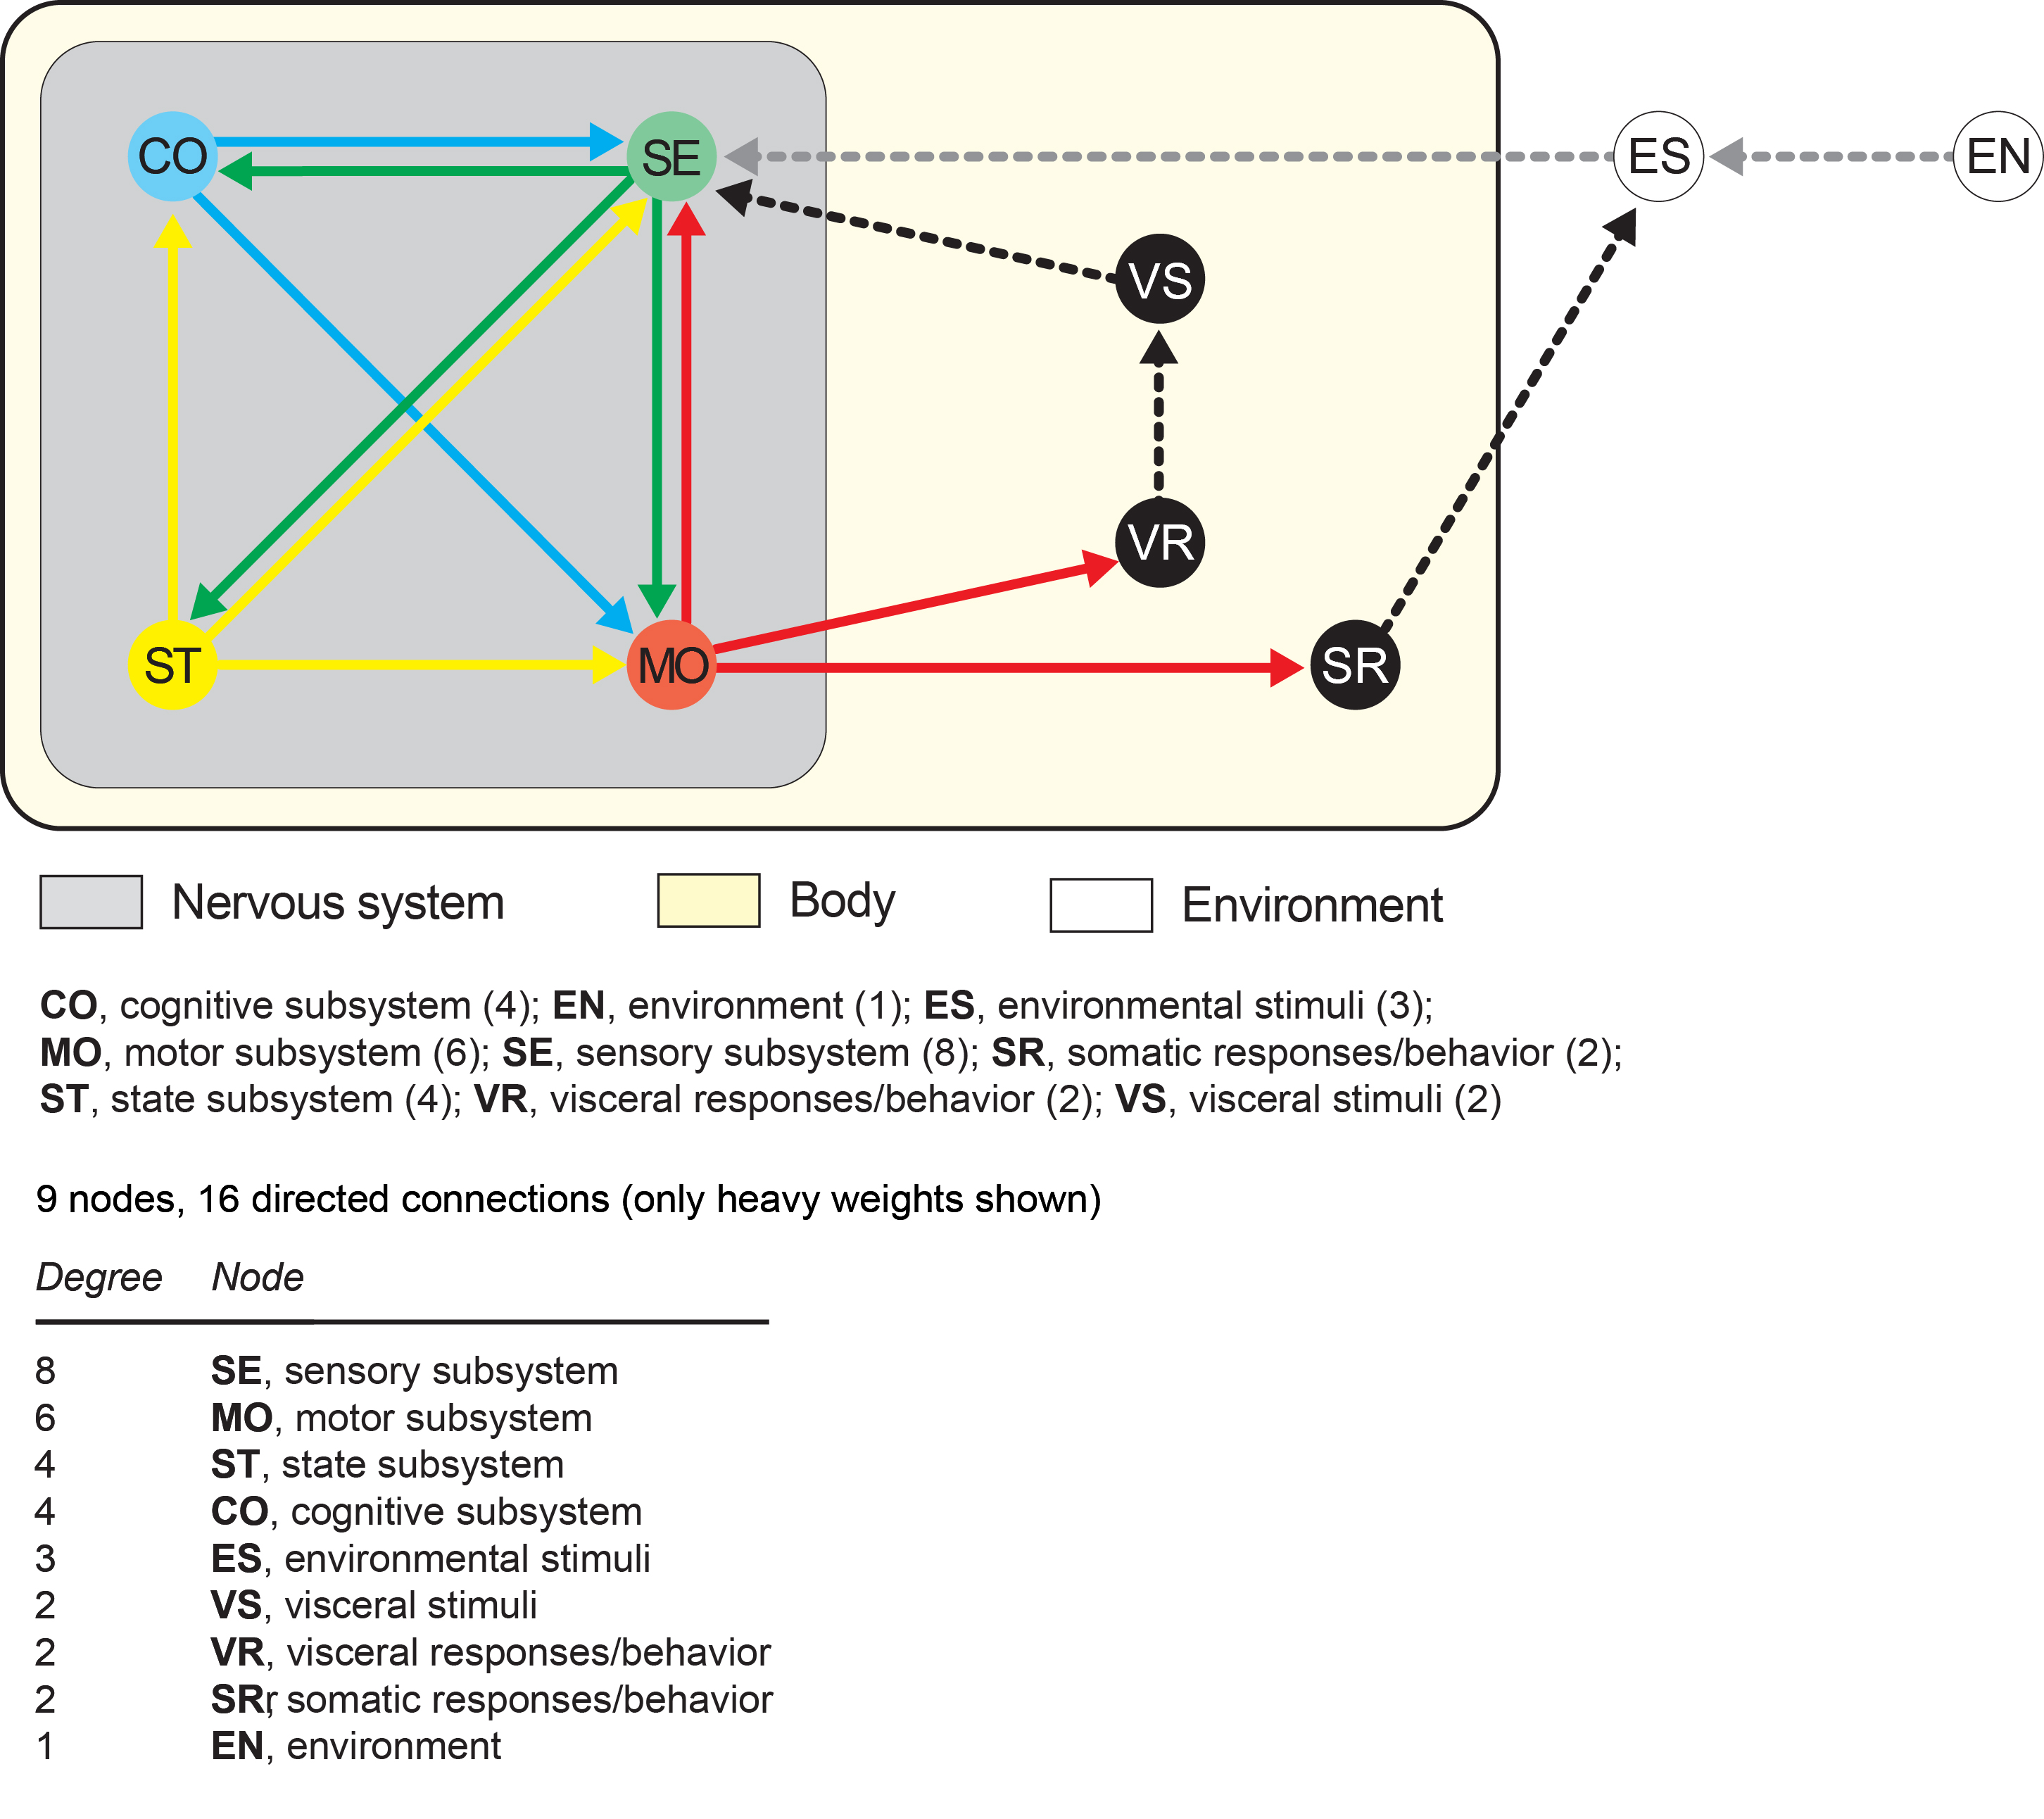 CO
SE
ES
EN
VS
VR
ST
MO
SR
Nervous system
Body
Environment
CO, cognitive subsystem (4); EN, environment (1); ES, environmental stimuli (3);
MO, motor subsystem (6); SE, sensory subsystem (8); SR, somatic responses/behavior (2);
ST, state subsystem (4); VR, visceral responses/behavior (2); VS, visceral stimuli (2)
9 nodes, 16 directed connections (only heavy weights shown)
Degree Node
8 SE, sensory subsystem
6 MO, motor subsystem
4 ST, state subsystem
4 CO, cognitive subsystem
3 ES, environmental stimuli
2 VS, visceral stimuli
2 VR, visceral responses/behavior
2 SR, somatic responses/behavior
1 EN, environment